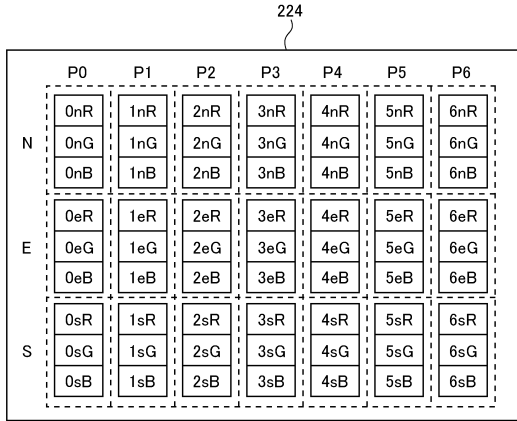 224
P0 P1 P2 P3 P4 P5 P6
0nR 1nR 2nR 3nR 4nR 5nR 6nR
N 0nG 1nG 2nG 3nG 4nG 5nG 6nG
0nB 1nB 2nB 3nB 4nB 5nB 6nB
0eR 1eR 2eR 3eR 4eR 5eR 6eR
E 0eG 1eG 2eG 3eG 4eG 5eG 6eG
0eB 1eB 2eB 3eB 4eB 5eB 6eB
0sR 1sR 2sR 3sR 4sR 5sR 6sR
S 0sG 1sG 2sG 3sG 4sG 5sG 6sG
0sB 1sB 2sB 3sB 4sB 5sB 6sB